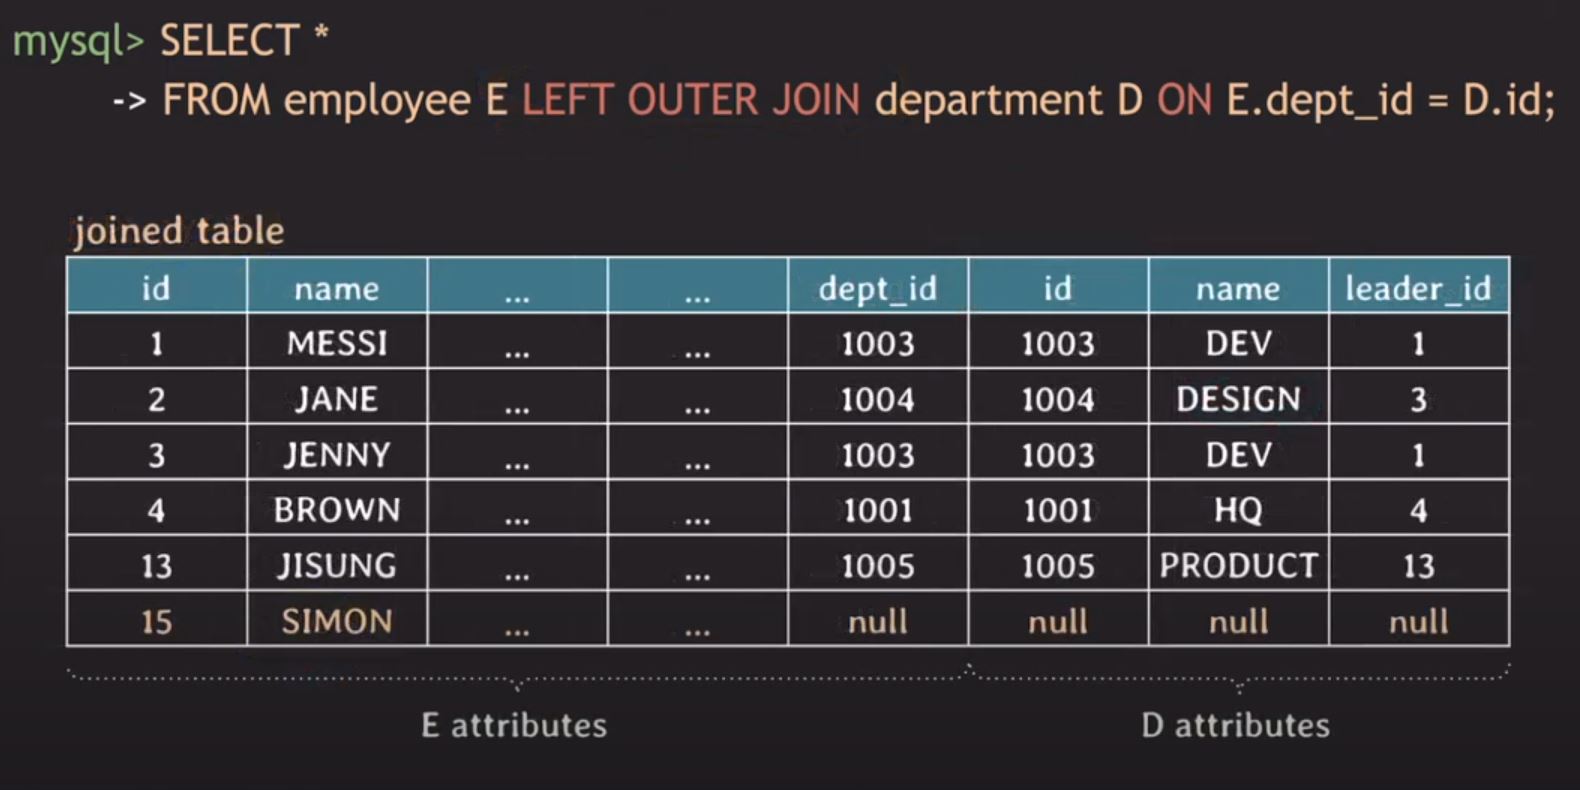 mysql> SELECT *
-> FROM employee E LEFT OUTER JOIN department D ON E.dept_id = D.id;
joined table
id name ... ... dept_id id name leader_id
1 MESSI ... ... 1003 1003 DEV 1
2 JANE ... ... 1004 1004 DESIGN 3
3 JENNY ... ... 1003 1003 DEV 1
4 BROWN ... ... 1001 1001 HQ 4
13 JISUNG ... ... 1005 1005 PRODUCT 13
15 SIMON ... ... null null null null
E attributes D attributes